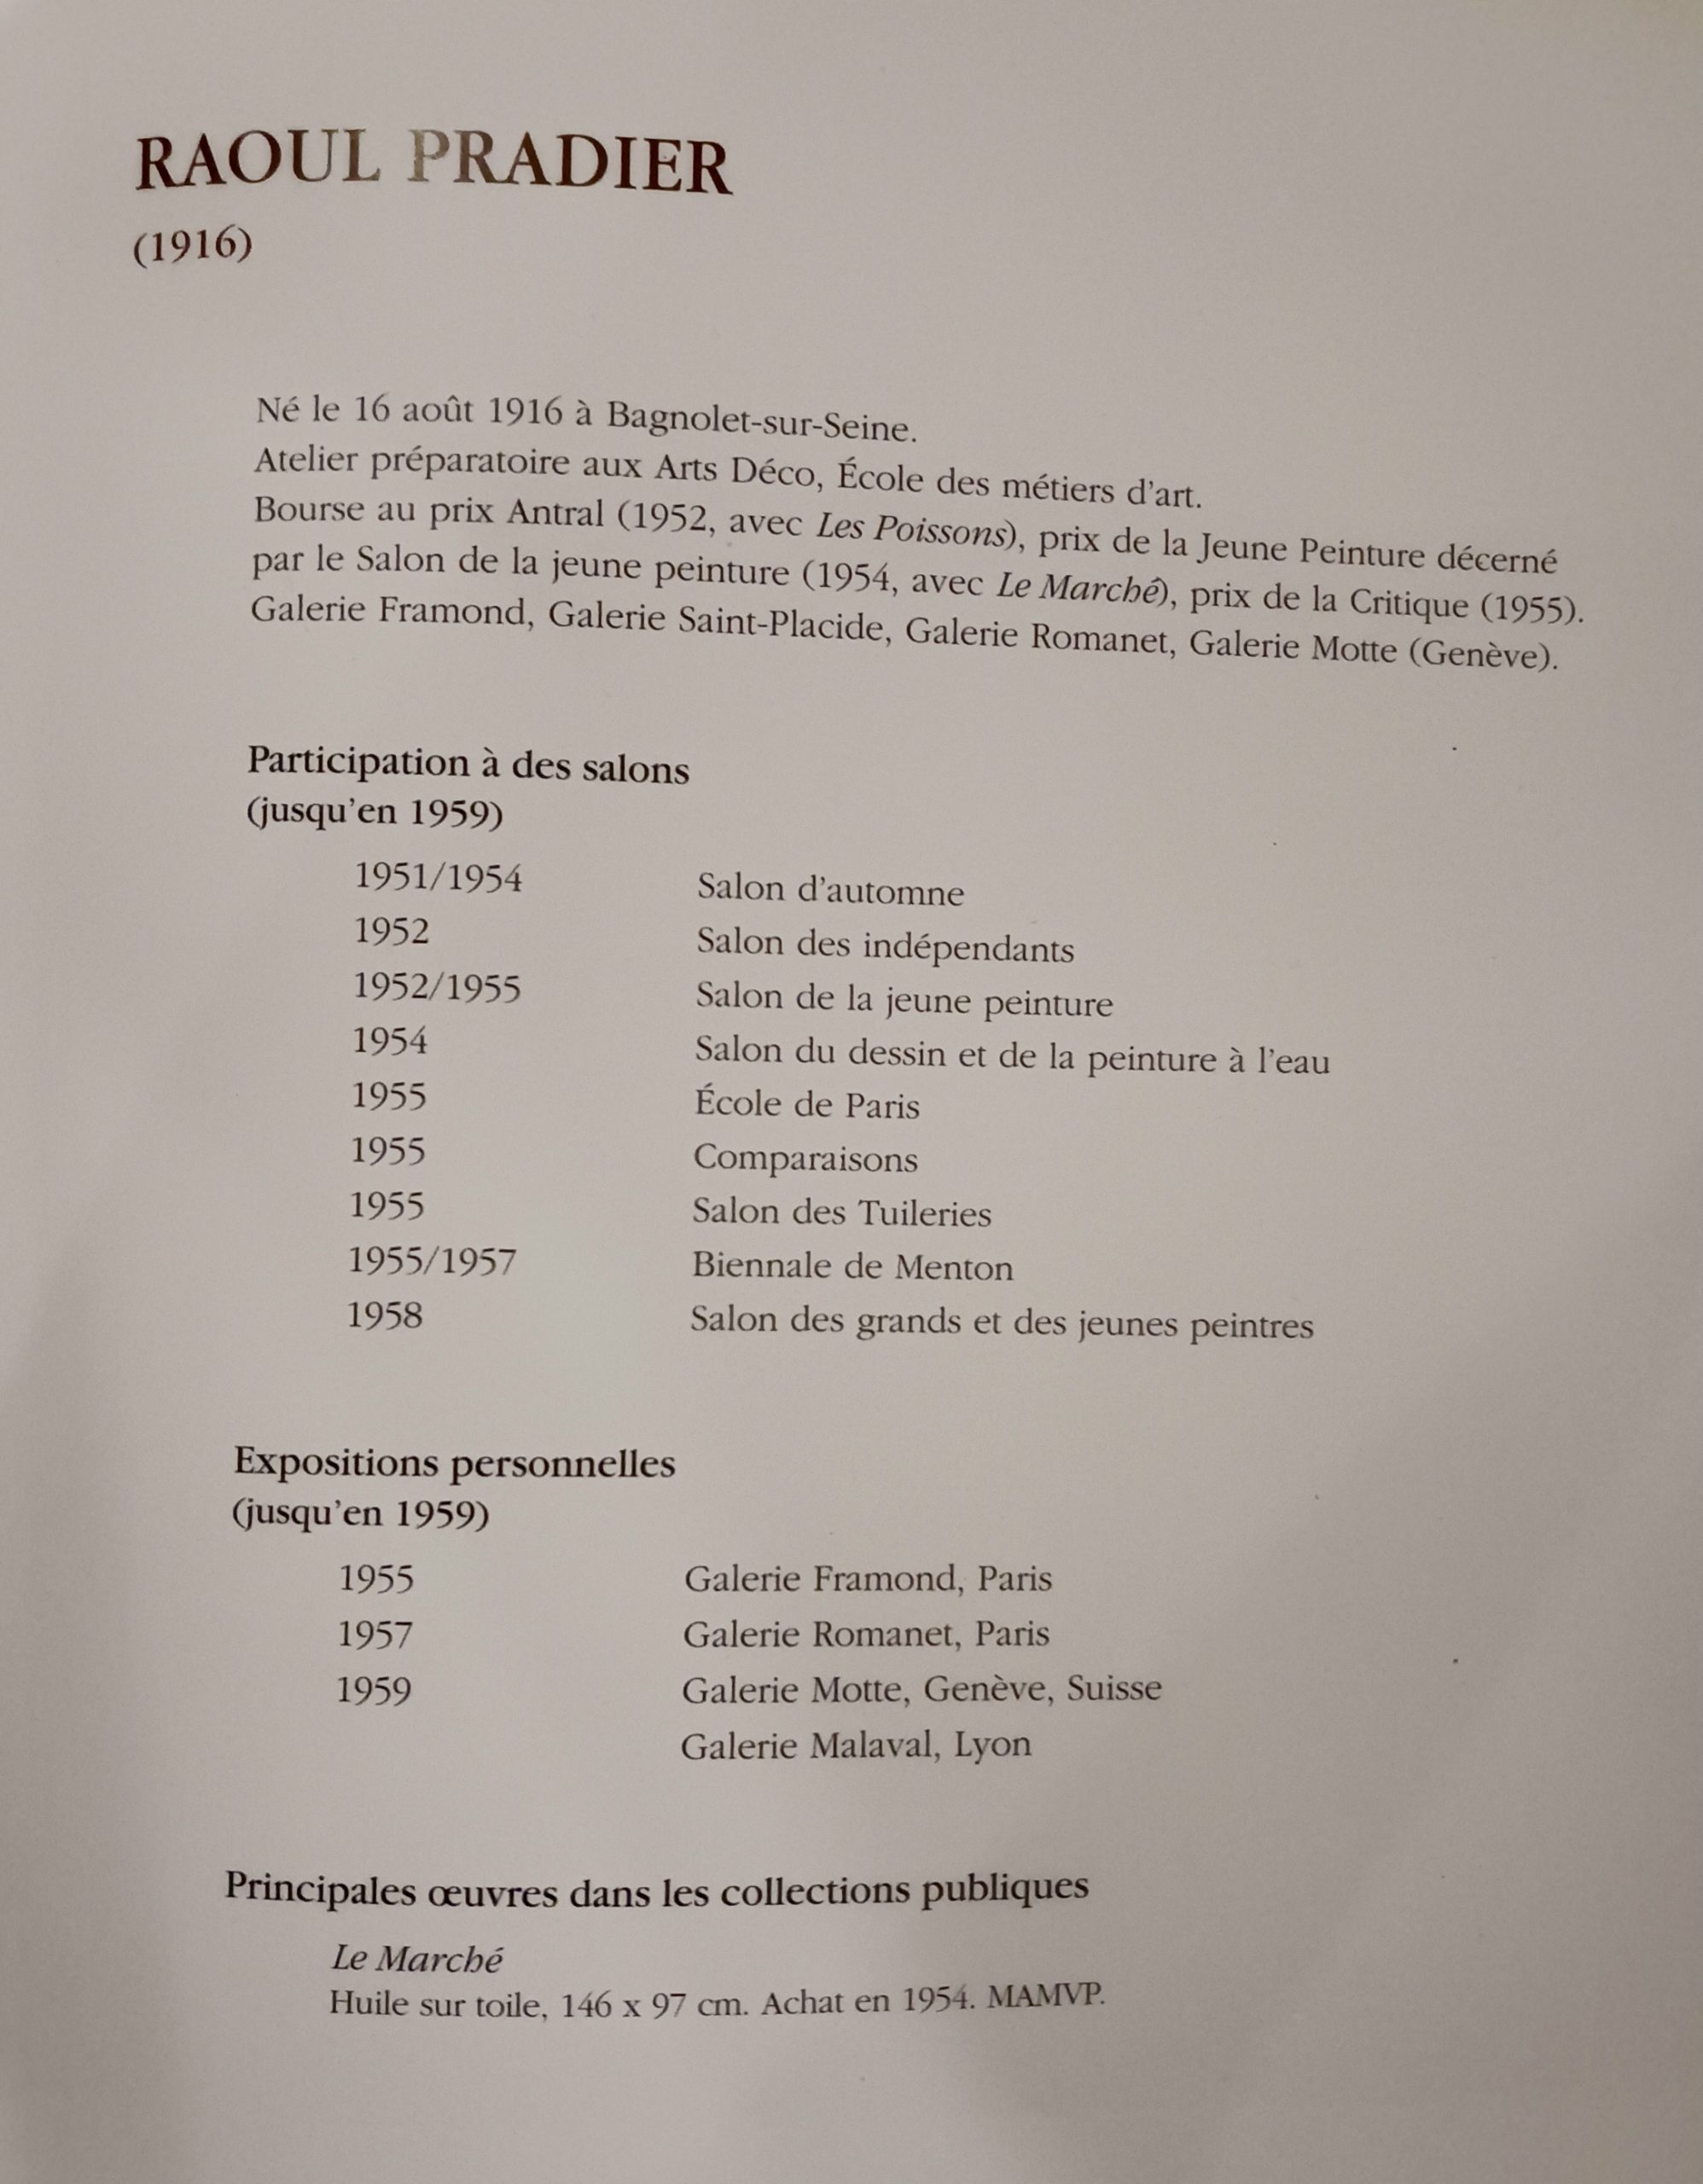 RAOUL PRADIER
(1916)
Né le 16 août 1916 à Bagnolet-sur-Seine.
Atelier préparatoire aux Arts Déco, École des métiers d'art.
Bourse au prix Antral (1952, avec Les Poissons), prix de la Jeune Peinture décerné
par le Salon de la jeune peinture (1954, avec Le Marché), prix de la Critique (1955).
Galerie Framond, Galerie Saint-Placide, Galerie Romanet, Galerie Motte (Genève).
Participation à des salons
(jusqu'en 1959)
1951/1954 Salon d'automne
1952 Salon des indépendants
1952/1955 Salon de la jeune peinture
1954 Salon du dessin et de la peinture à l'eau
1955 École de Paris
1955 Comparaisons
1955 Salon des Tuileries
1955/1957 Biennale de Menton
1958 Salon des grands et des jeunes peintres
Expositions personnelles
(jusqu'en 1959)
1955 Galerie Framond, Paris
1957 Galerie Romanet, Paris
1959 Galerie Motte, Genève, Suisse
Galerie Malaval, Lyon
Principales œuvres dans les collections publiques
Le Marché
Huile sur toile, 146 x 97 cm. Achat en 1954. MAMVP.